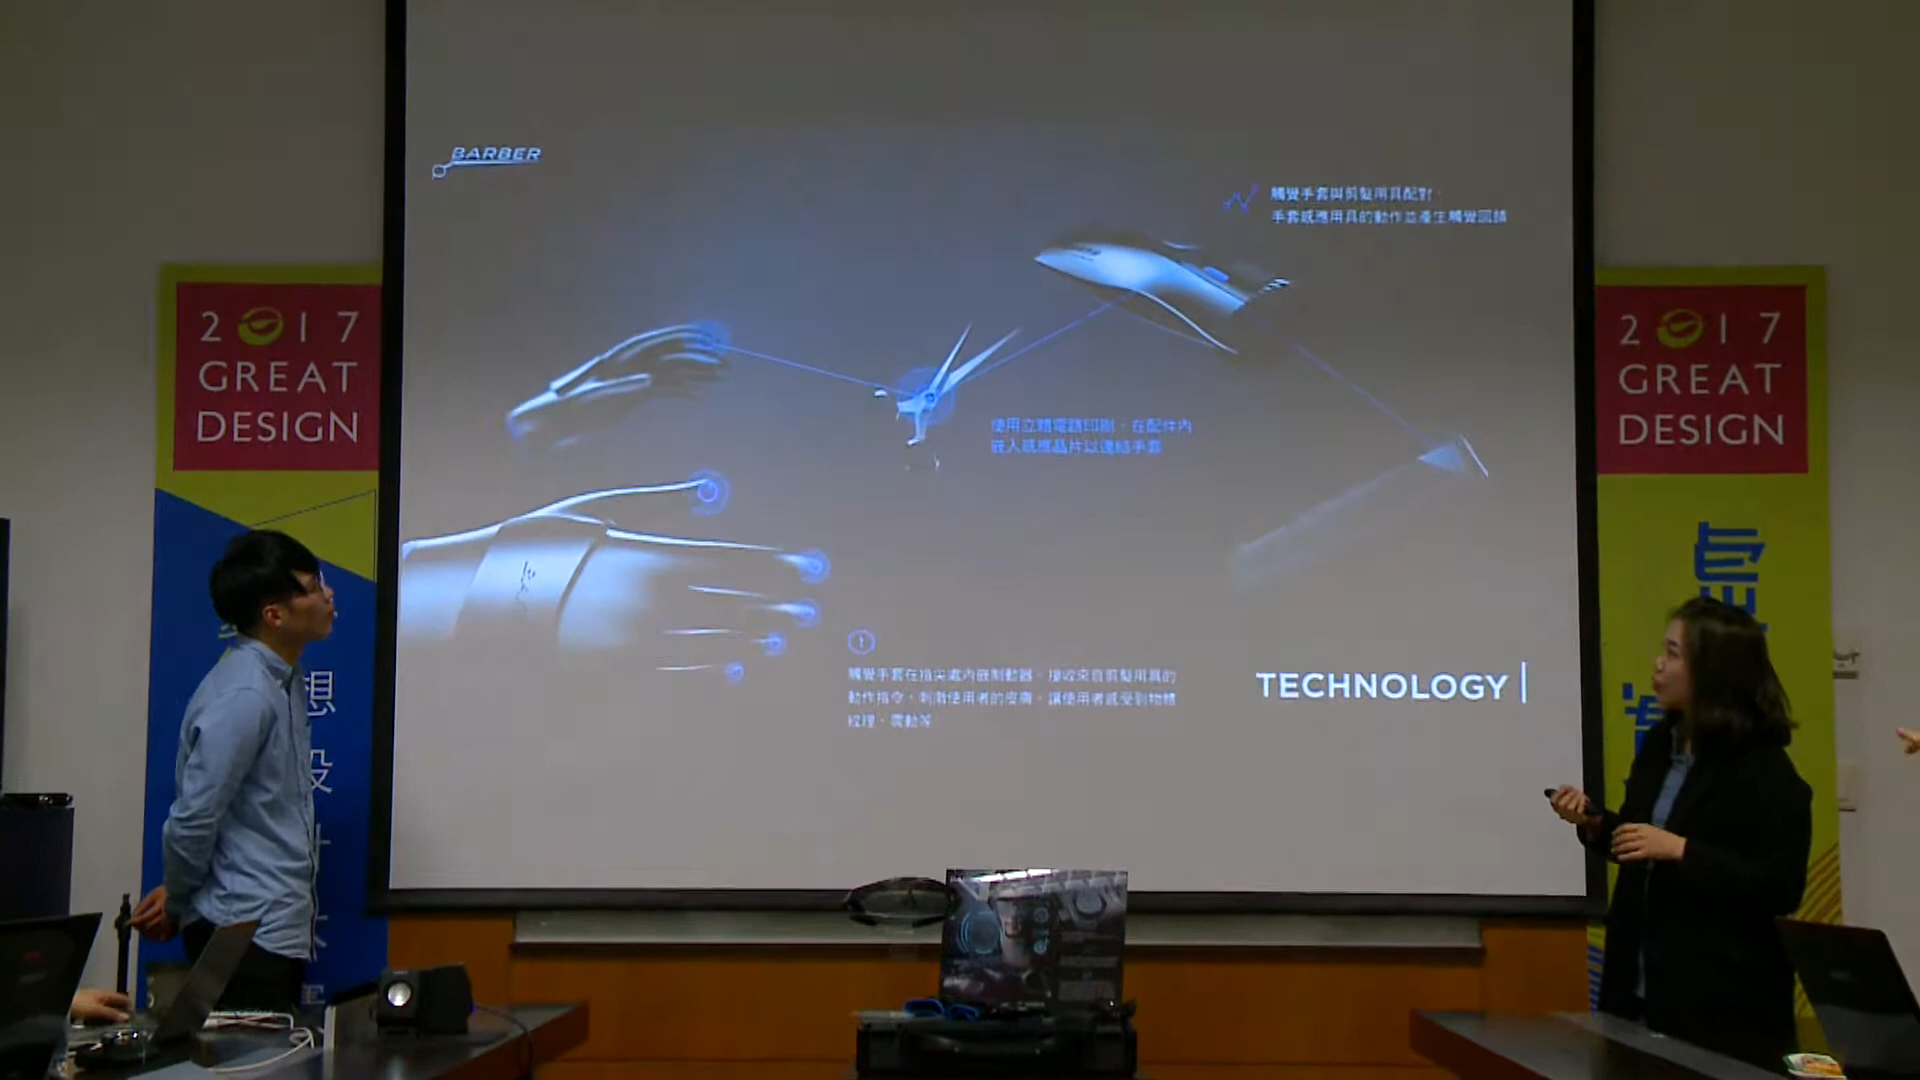 BARBER
觸覺手套與剪髮用具配對，
手套感應用具的動作並產生觸覺回饋
使用立體電路印刷，在配件內
嵌入感應晶片以連結手套
觸覺手套在指尖處內嵌制動器，接收來自剪髮用具的
動作指令，刺激使用者的皮膚，讓使用者感受到物體
紋理、震動等
TECHNOLOGY
2017
GREAT
DESIGN
想
設
計
2017
GREAT
DESIGN
虛